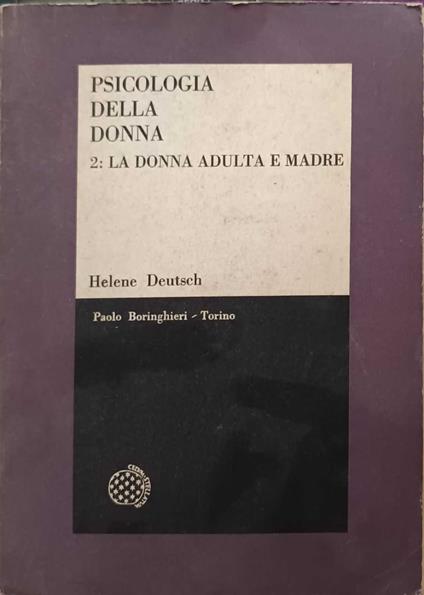 PSICOLOGIA
DELLA
DONNA
2: LA DONNA ADULTA E MADRE
Helene Deutsch
Paolo Boringhieri - Torino